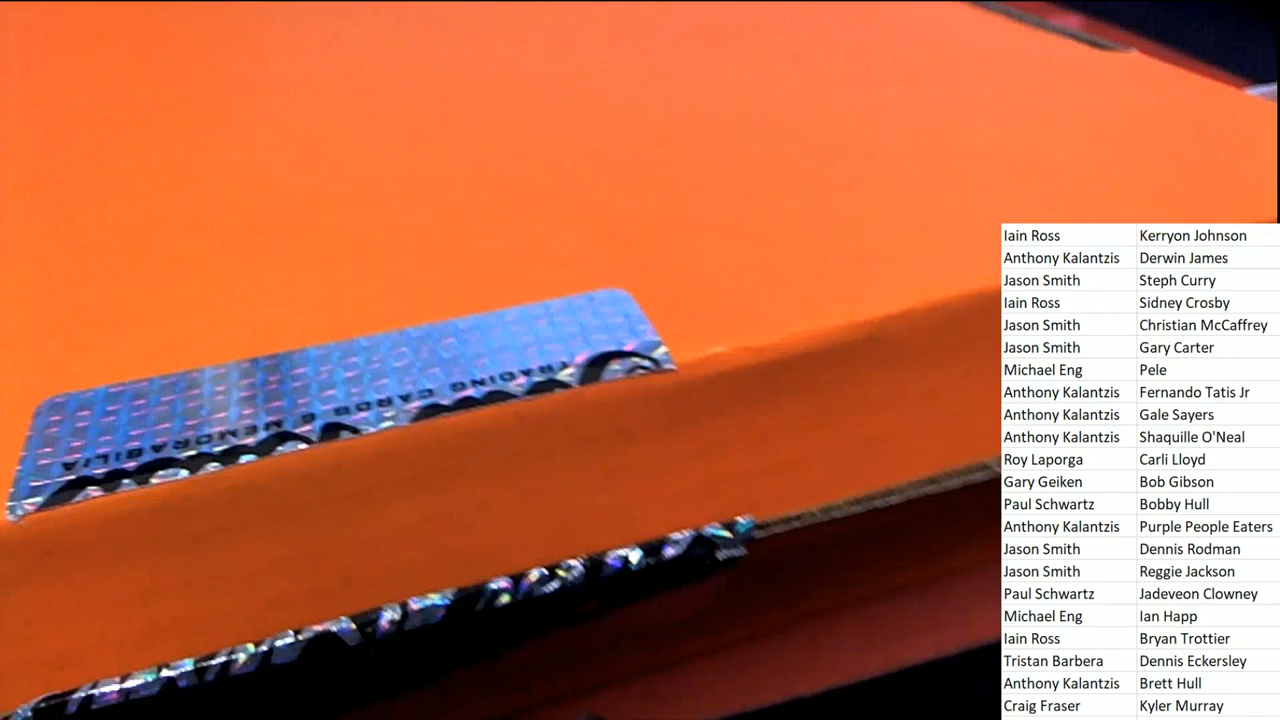 TRADING CARDS & MEMORABILIA
Iain Ross Kerryon Johnson
Anthony Kalantzis Derwin James
Jason Smith Steph Curry
Iain Ross Sidney Crosby
Jason Smith Christian McCaffrey
Jason Smith Gary Carter
Michael Eng Pele
Anthony Kalantzis Fernando Tatis Jr
Anthony Kalantzis Gale Sayers
Anthony Kalantzis Shaquille O'Neal
Roy Laporga Carli Lloyd
Gary Geiken Bob Gibson
Paul Schwartz Bobby Hull
Anthony Kalantzis Purple People Eaters
Jason Smith Dennis Rodman
Jason Smith Reggie Jackson
Paul Schwartz Jadeveon Clowney
Michael Eng Ian Happ
Iain Ross Bryan Trottier
Tristan Barbera Dennis Eckersley
Anthony Kalantzis Brett Hull
Craig Fraser Kyler Murray